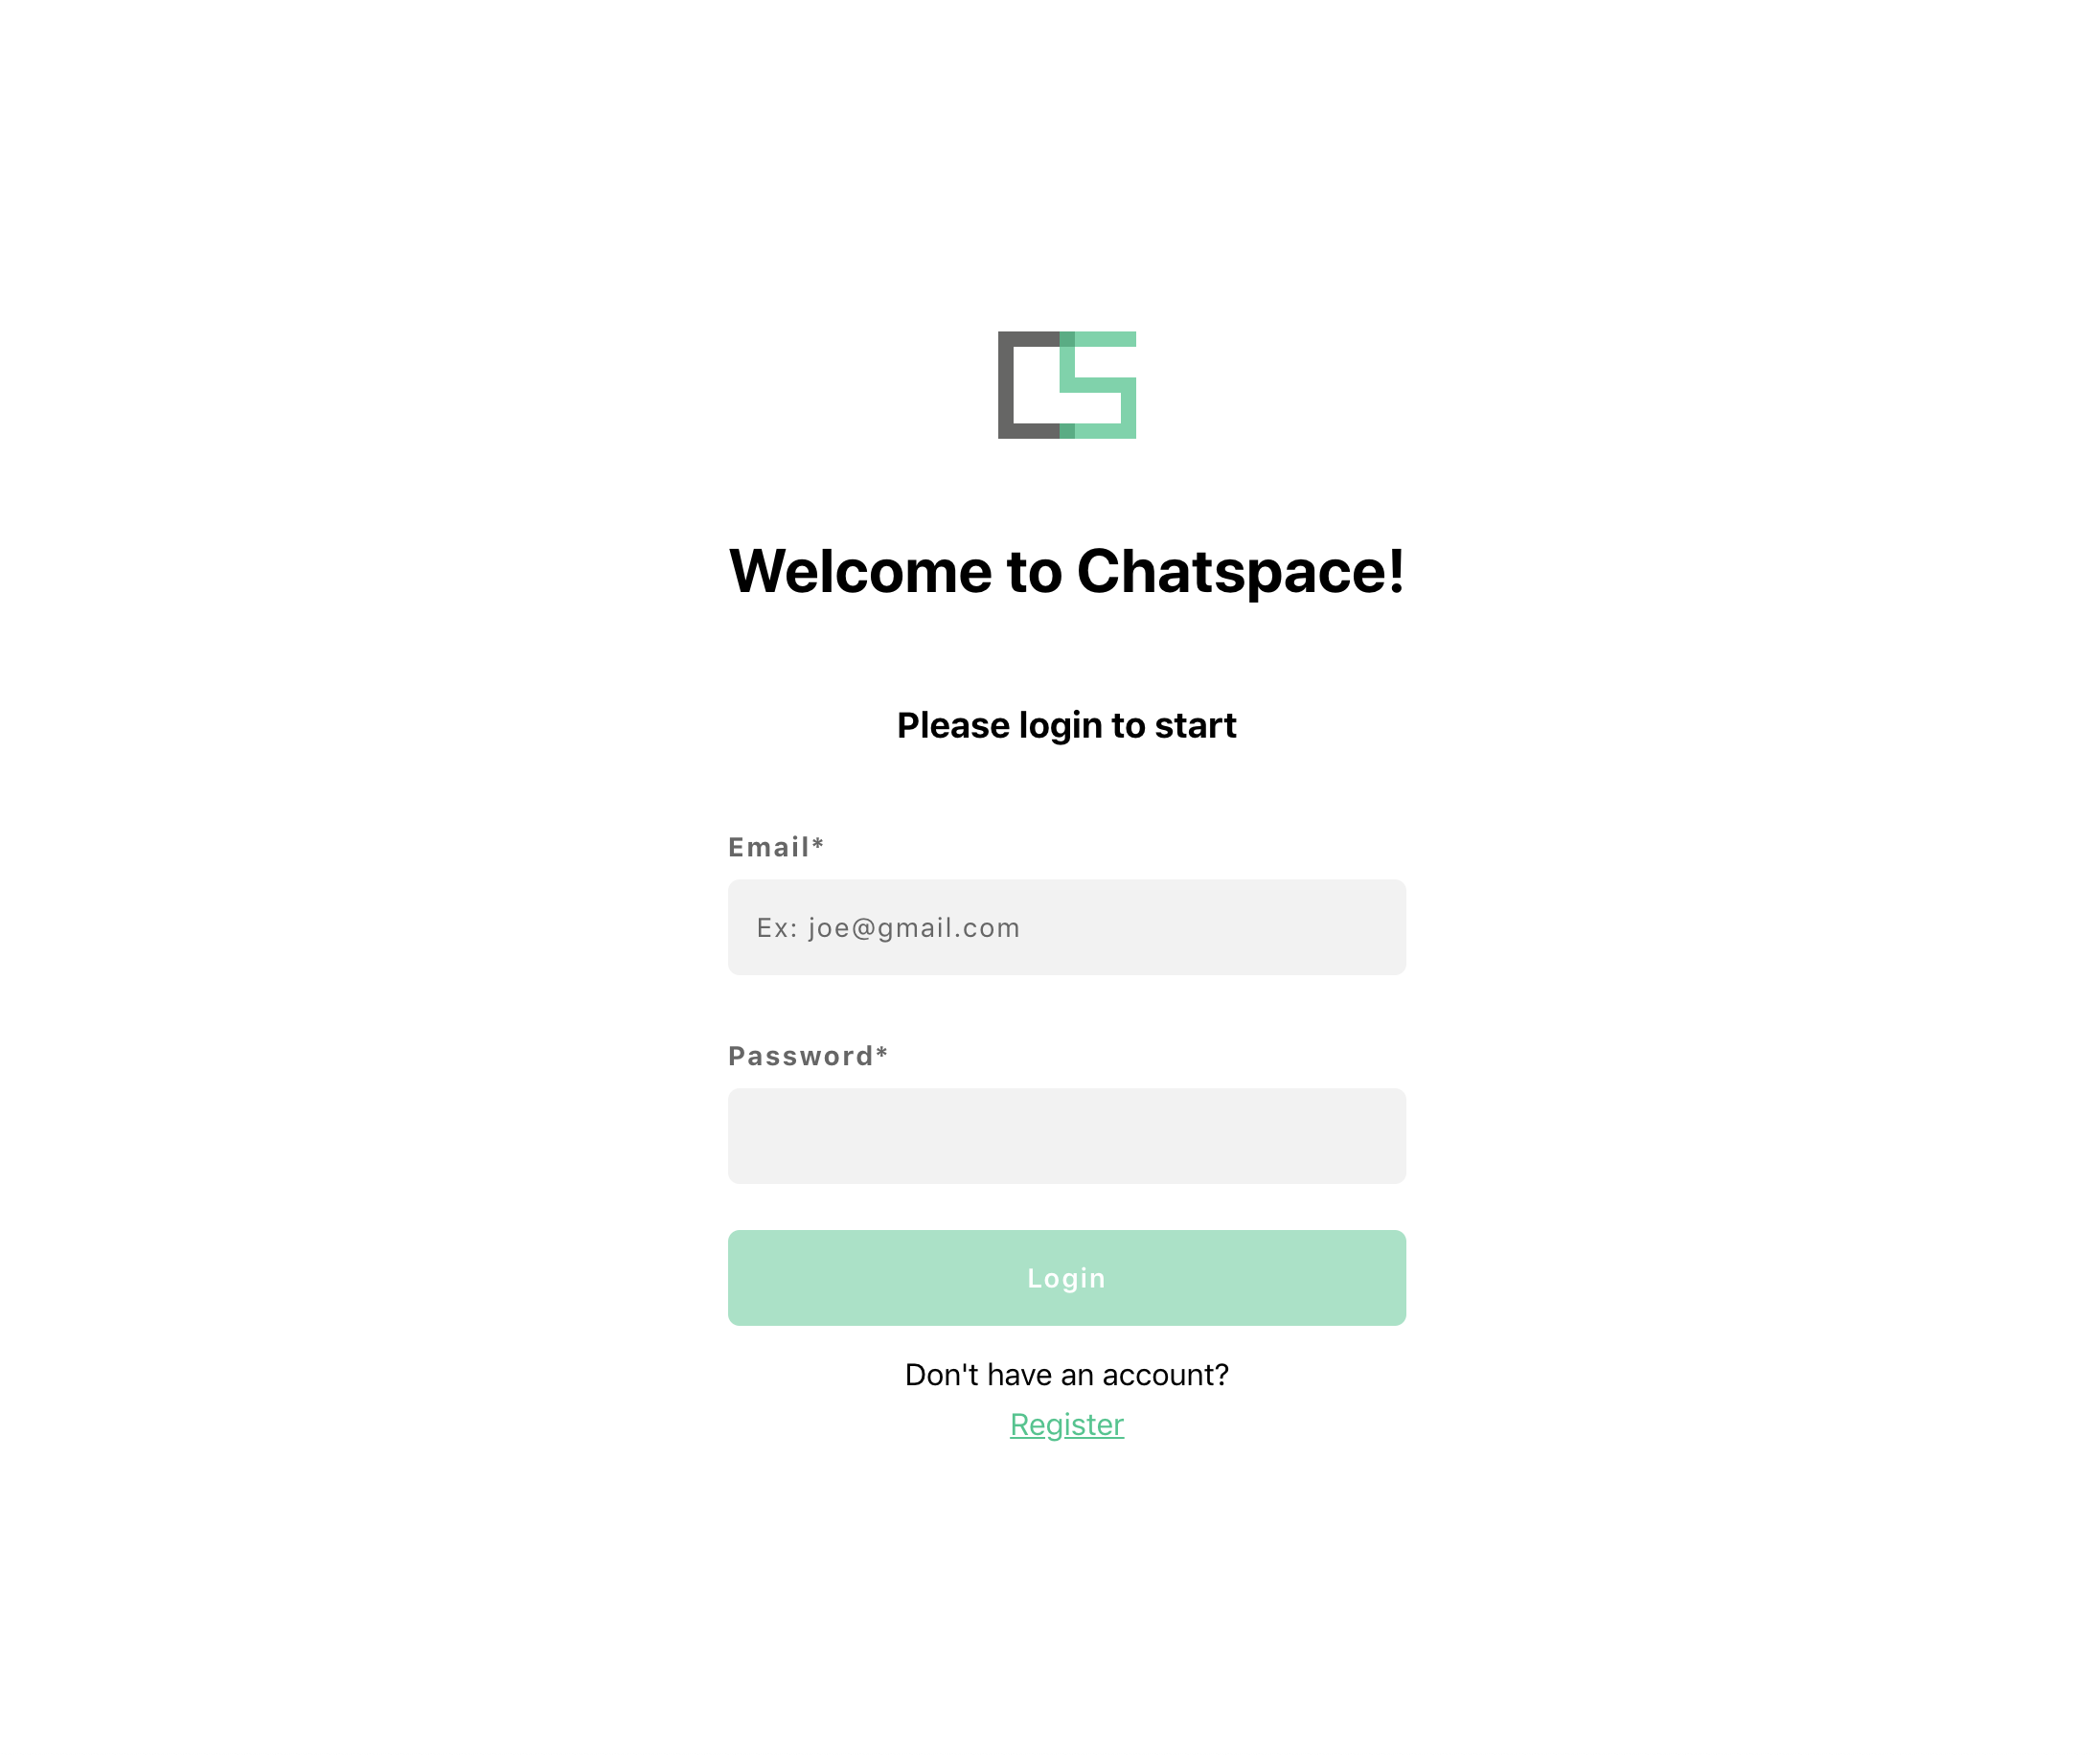 CS
Welcome to Chatspace!
Please login to start
Email*
Ex: joe@gmail.com
Password*
Login
Don't have an account?
Register